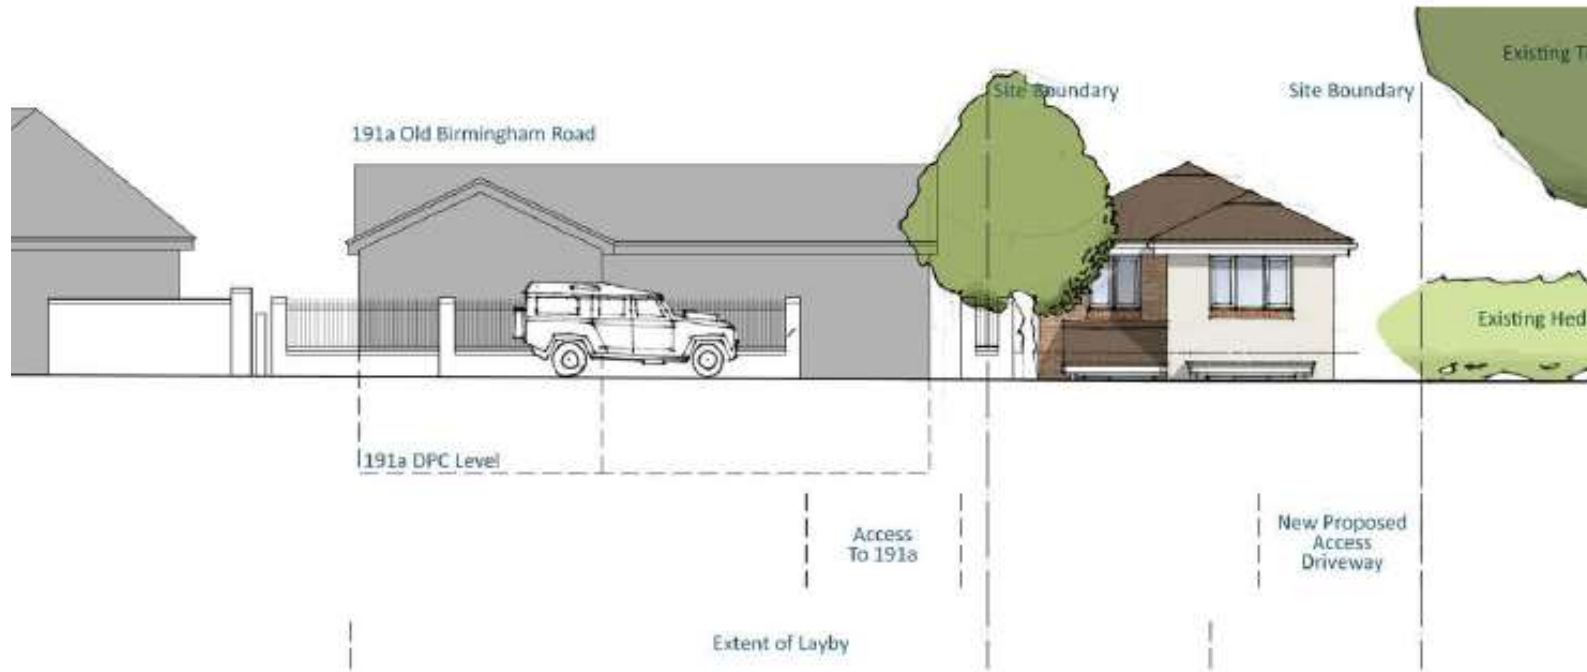 Existing T
Site Boundary
Site Boundary
191a Old Birmingham Road
Existing Hed
191a DPC Level
Access
To 191a
New Proposed
Access
Driveway
Extent of Layby